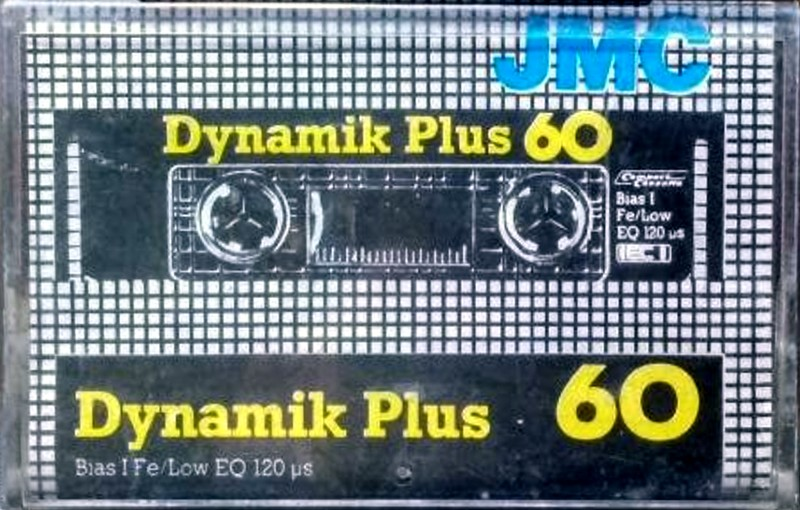 JMC
Dynamik Plus 60
Compact Cassette
Bias I
Fe/Low
EQ 120 µs
IEC I
Dynamik Plus 60
Bias I Fe/Low EQ 120 µs